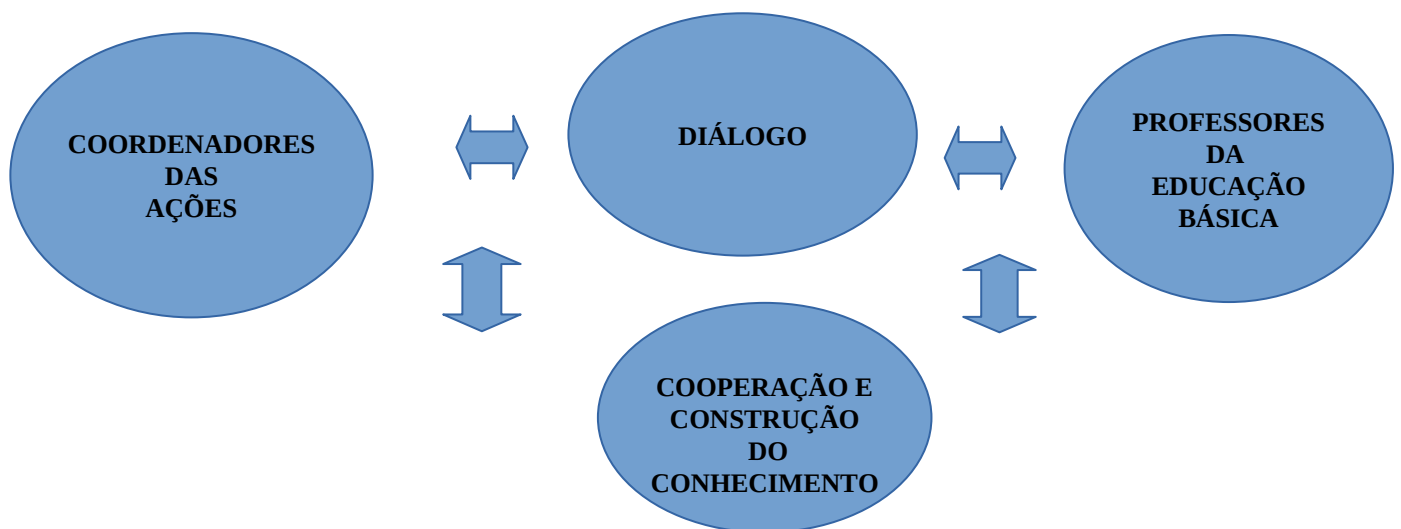 COORDENADORES
DAS
AÇÕES
DIÁLOGO
PROFESSORES
DA
EDUCAÇÃO
BÁSICA
COOPERAÇÃO E
CONSTRUÇÃO
DO
CONHECIMENTO